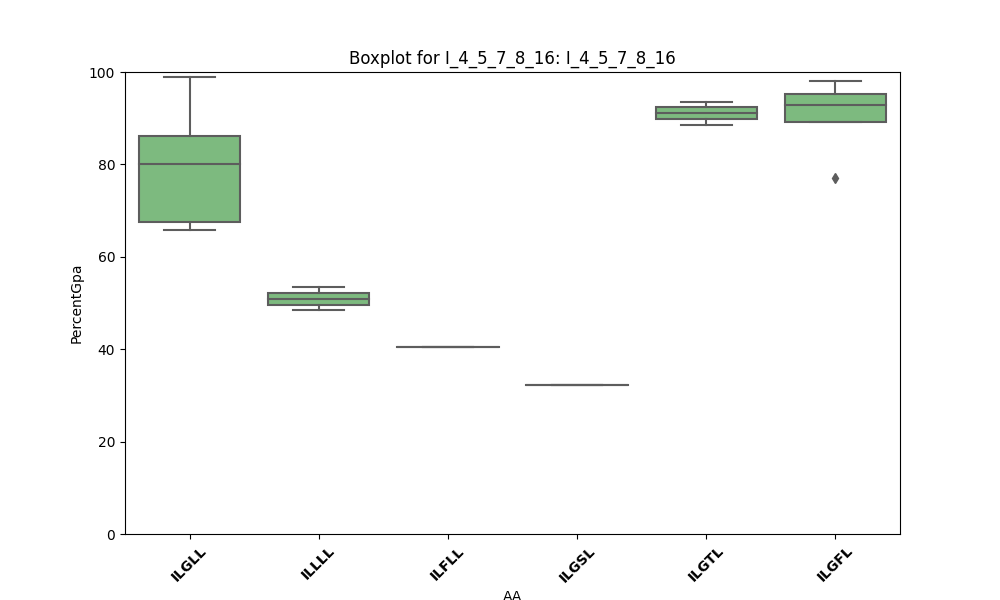 Boxplot for I_4_5_7_8_16: I_4_5_7_8_16
PercentGpa
100
80
60
40
20
0
ILGLL
ILLLL
ILFLL
ILGSL
ILGTL
ILGFL
AA